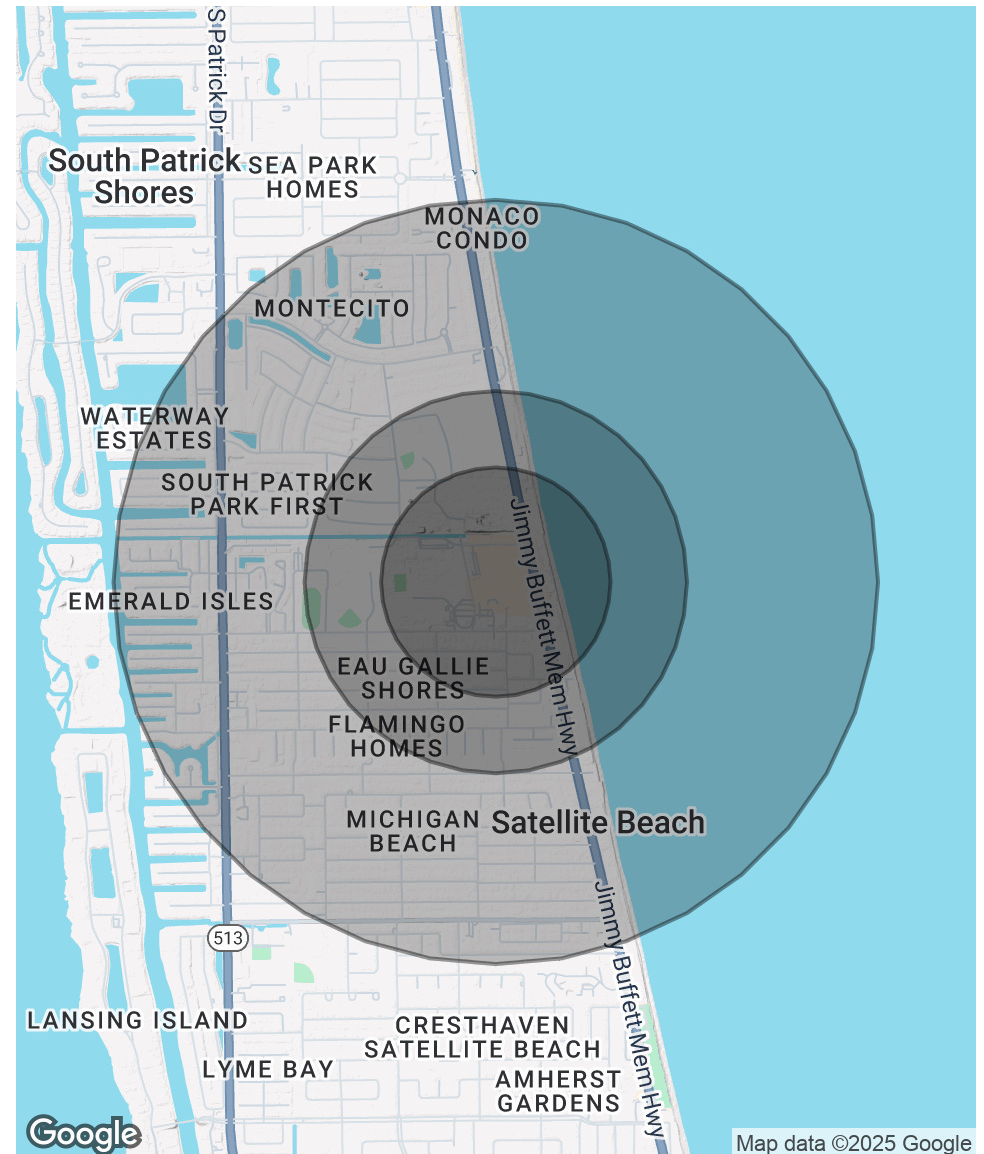 S Patrick Dr
South Patrick
Shores
SEA PARK
HOMES
MONACO
CONDO
MONTECITO
WATERWAY
ESTATES
SOUTH PATRICK
PARK FIRST
Jimmy Buffett Mem Hwy
EMERALD ISLES
EAU GALLIE
SHORES
FLAMINGO
HOMES
MICHIGAN
BEACH
Satellite Beach
Jimmy Buffett Mem Hwy
513
LANSING ISLAND
CRESTHAVEN
SATELLITE BEACH
LYME BAY
AMHERST
GARDENS
Google
Map data ©2025 Google